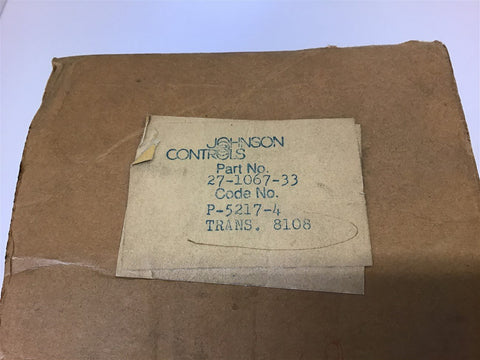 JOHNSON
CONTROLS
Part No.
27-1067-33
Code No.
P-5217-4
TRANS. 8108